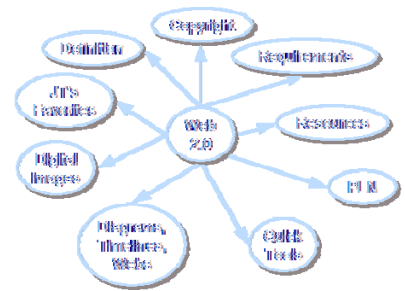 Copyright
Definition
Requirements
JT's
Favorites
Web
2.0
Resources
Digital
Images
PLN
Diagrams,
Timelines,
Webs
Quick
Tools